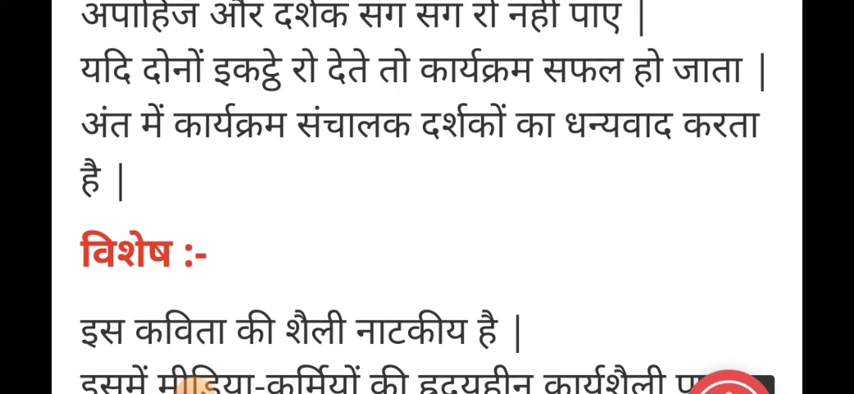 अपाहिज और दर्शक संग संग रो नहीं पाए |
यदि दोनों इकट्ठे रो देते तो कार्यक्रम सफल हो जाता |
अंत में कार्यक्रम संचालक दर्शकों का धन्यवाद करता
है |
विशेष :-
इस कविता की शैली नाटकीय है |
इसमें मीडिया-कर्मियों की हृदयहीन कार्यशैली